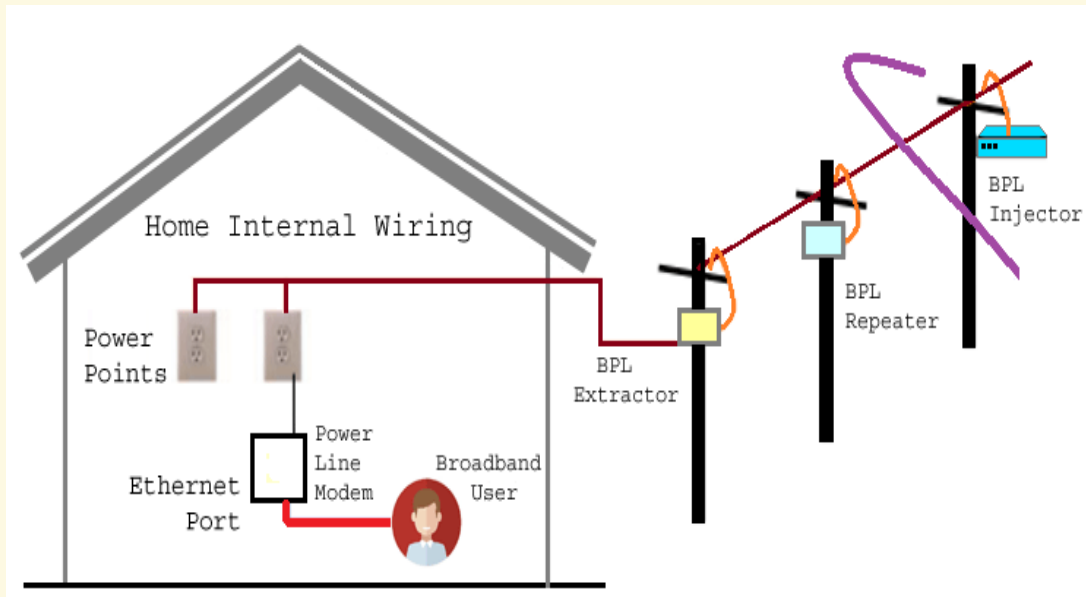 Home Internal Wiring
Power
Points
Power
Line
Modem
Ethernet
Port
Broadband
User
BPL
Extractor
BPL
Repeater
BPL
Injector